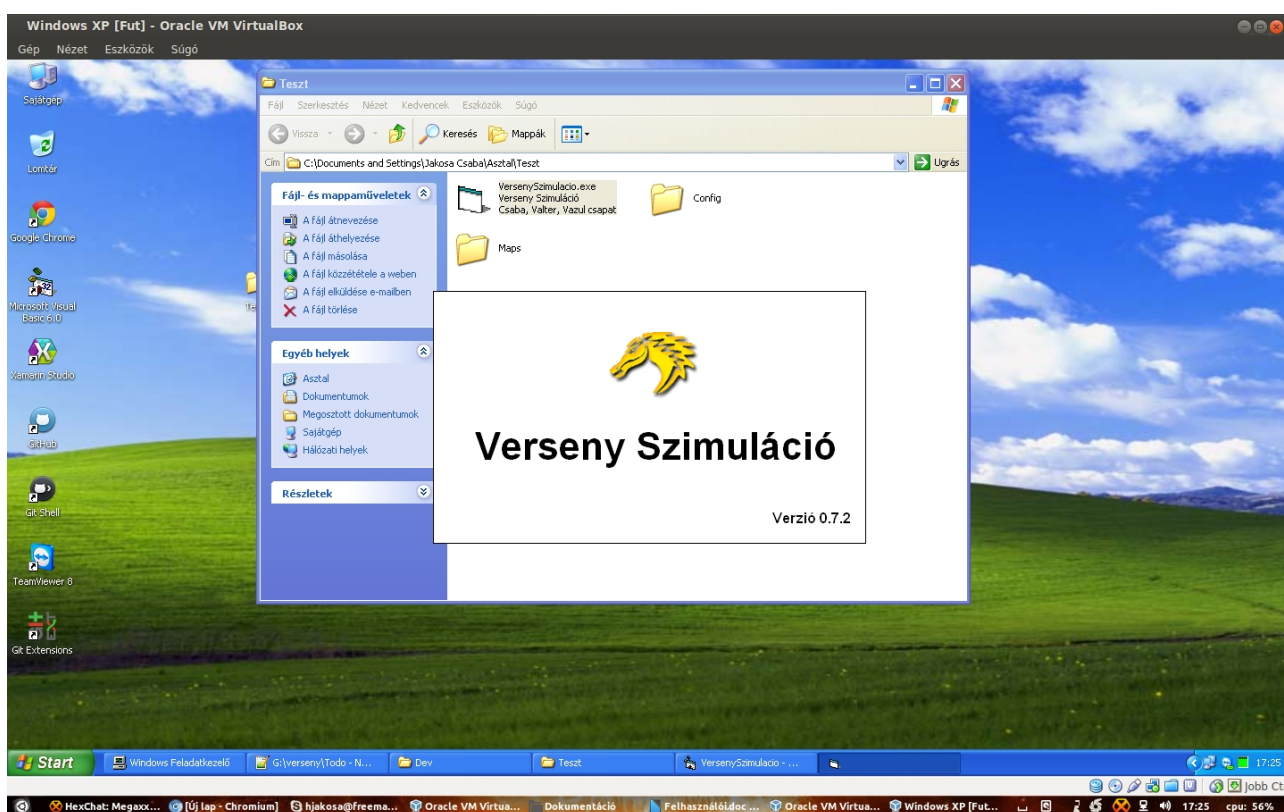 Windows XP [Fut] - Oracle VM VirtualBox
Gép Nézet Eszközök Súgó
Sajátgép
Lomtár
Google Chrome
Microsoft Visual Basic 6.0
Xamarin Studio
GitHub
Git Shell
TeamViewer 8
Git Extensions
Teszt
Fájl Szerkesztés Nézet Kedvencek Eszközök Súgó
Vissza Keresés Mappák
Cím C:\Documents and Settings\Jakosa Csaba\Asztal\Teszt Ugrás
Fájl- és mappaműveletek
A fájl átnevezése
A fájl áthelyezése
A fájl másolása
A fájl közzététele a weben
A fájl elküldése e-mailben
A fájl törlése
Egyéb helyek
Asztal
Dokumentumok
Megosztott dokumentumok
Sajátgép
Hálózati helyek
Részletek
VersenySzimulacio.exe
Verseny Szimuláció
Csaba, Valter, Vazul csapat
Config
Maps
Verseny Szimuláció
Verzió 0.7.2
Start Windows Feladatkezelő G:\verseny\Todo - N... Dev Teszt VersenySzimulacio - ... 17:25
Jobb Ct
HexChat: Megaxx... [Új lap - Chromium] hjakosa@freema... Oracle VM Virtua... Dokumentáció Felhasználói.doc ... Oracle VM Virtua... Windows XP [Fut... 17:25 cpu: 56%